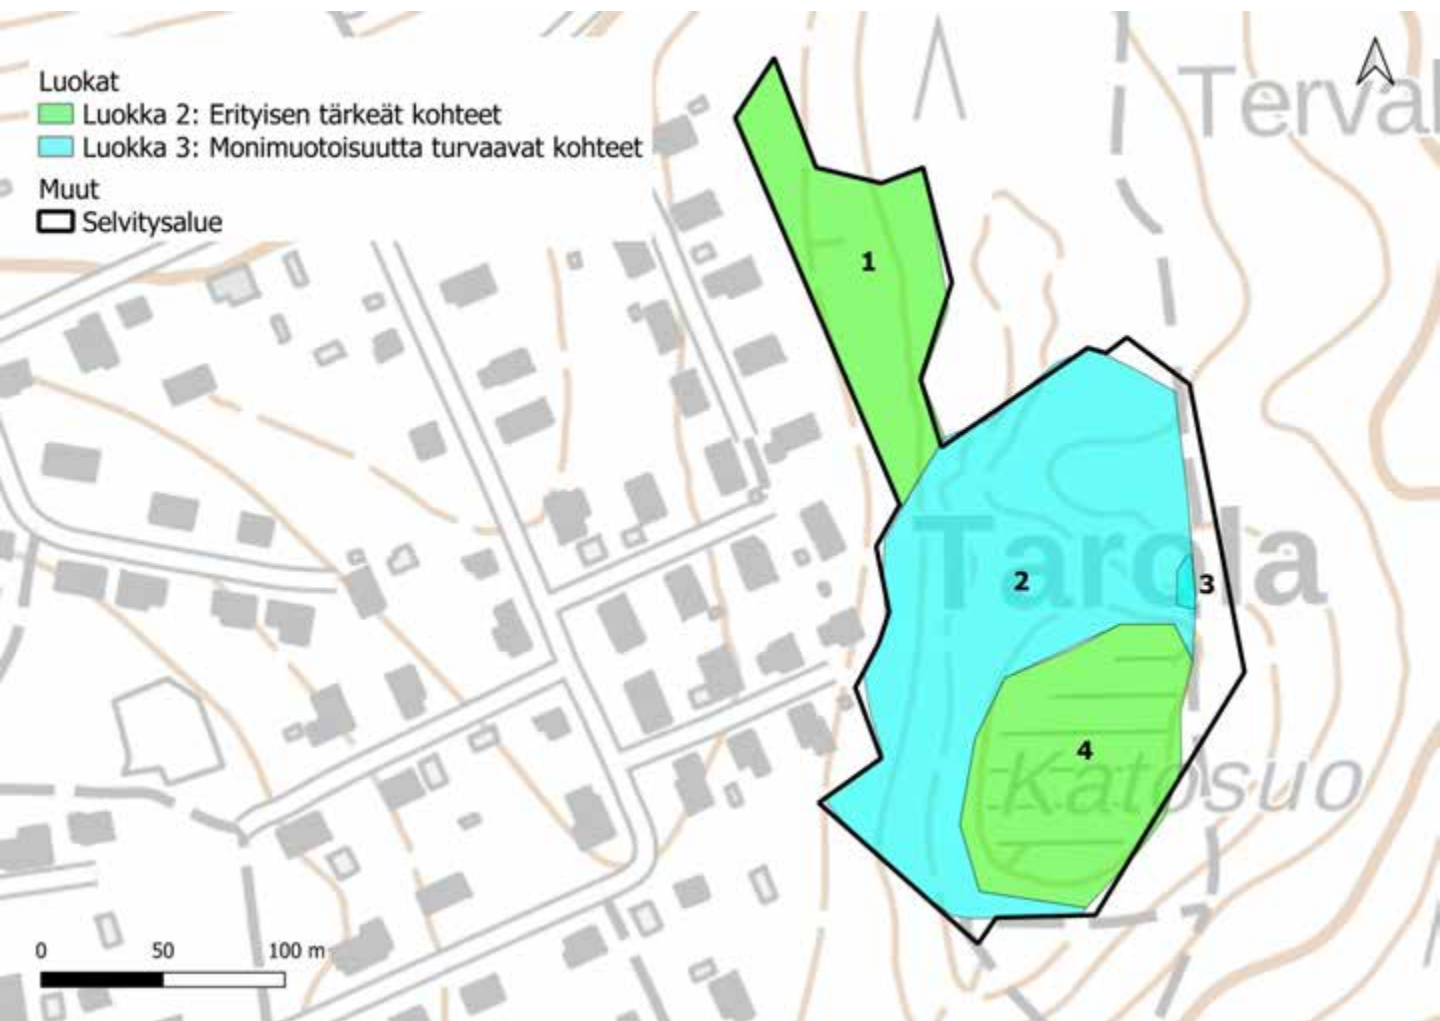 Luokat
Luokka 2: Erityisen tärkeät kohteet
Luokka 3: Monimuotoisuutta turvaavat kohteet
Muut
Selvitysalue
Terval
1
Tarola
2
3
4
Katosuo
0 50 100 m